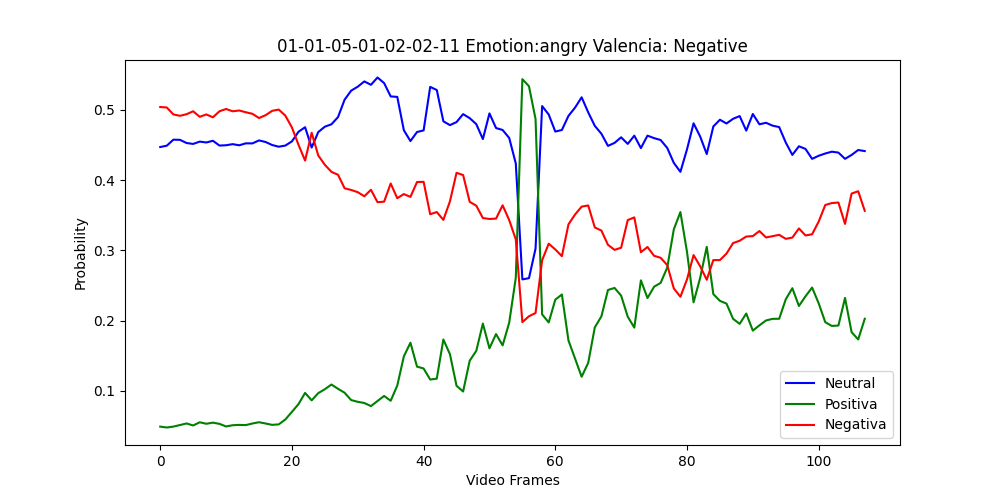 01-01-05-01-02-02-11 Emotion:angry Valencia: Negative
Probability
0.5
0.4
0.3
0.2
0.1
0 20 40 60 80 100
Video Frames
Neutral
Positiva
Negativa